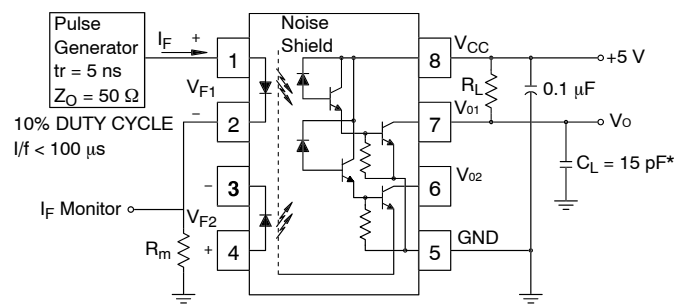 Pulse
Generator
tr = 5 ns
Z_O = 50 Ω
10% DUTY CYCLE
I/f < 100 μs
I_F +
V_F1
−
1
2
3
4
−
V_F2
+
I_F Monitor
R_m
Noise
Shield
8
7
6
5
V_CC
V_01
V_02
GND
R_L
0.1 μF
+5 V
V_O
C_L = 15 pF*